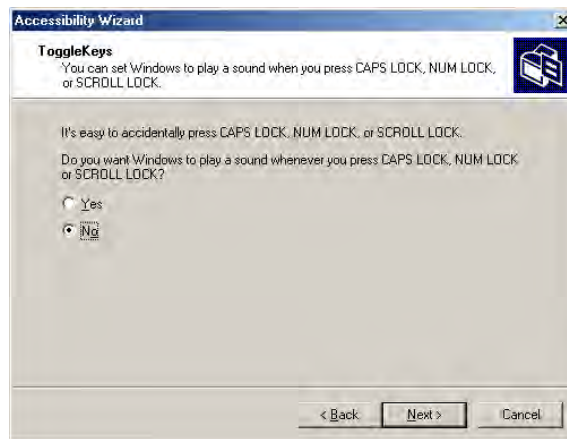 Accessibility Wizard
ToggleKeys
You can set Windows to play a sound when you press CAPS LOCK, NUM LOCK,
or SCROLL LOCK.
It's easy to accidentally press CAPS LOCK, NUM LOCK, or SCROLL LOCK.
Do you want Windows to play a sound whenever you press CAPS LOCK, NUM LOCK
or SCROLL LOCK?
Yes
No
< Back Next > Cancel